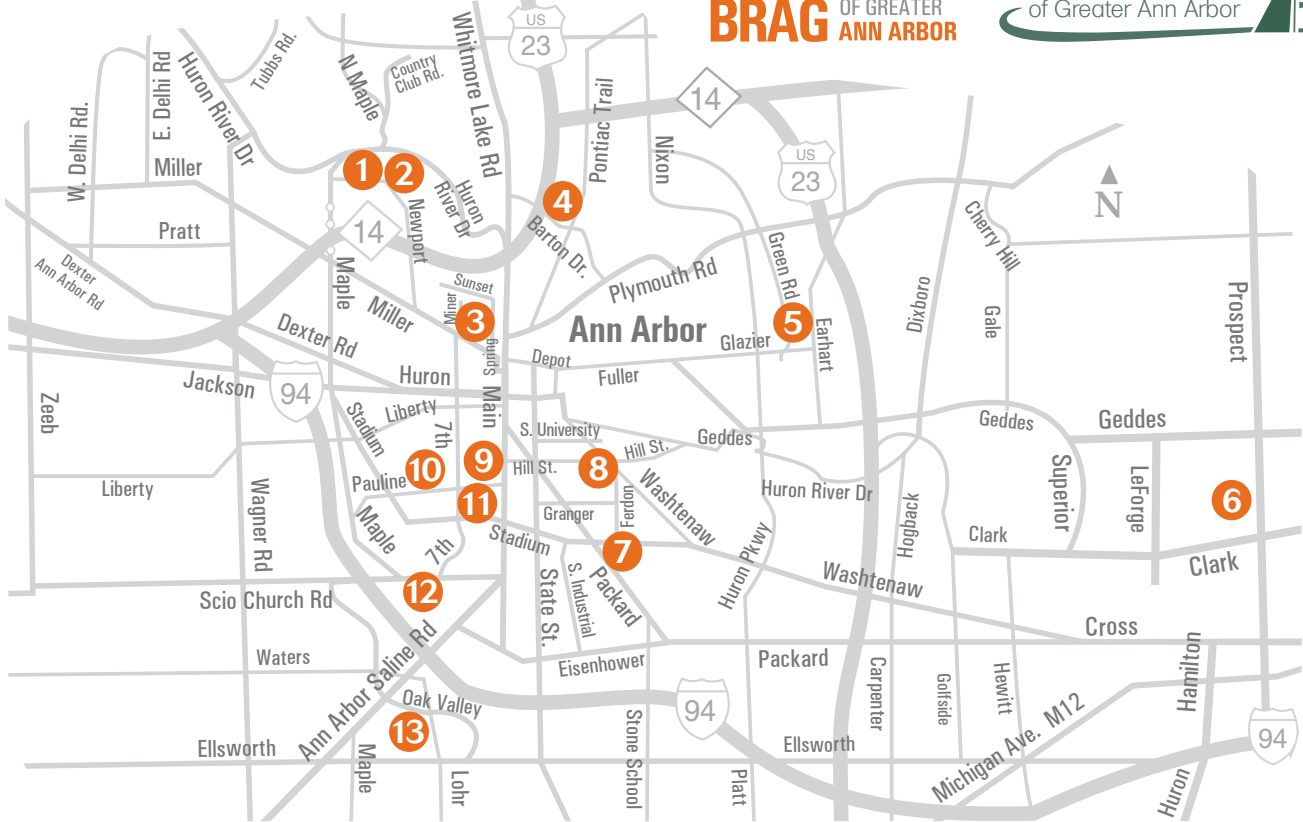 BRAG OF GREATER
ANN ARBOR
of Greater Ann Arbor
US
23
14
US
23
W. Delhi Rd.
E. Delhi Rd
Huron River Dr
Tubbs Rd.
N Maple
Country
Club Rd.
Whitmore Lake Rd
Pontiac Trail
Nixon
Miller
1
2
4
Newport
Huron
River Dr
Barton Dr.
Pratt
14
Dexter
Ann Arbor Rd
Maple
Miller
Sunset
Miner
3
Spring
Plymouth Rd
Green Rd
5
Earhart
Dixboro
Cherry Hill
Gale
N
Prospect
Ann Arbor
Glazier
Dexter Rd
Depot
Fuller
Huron
Jackson
94
Main
Zeeb
Stadium
Liberty
7th
S. University
Hill St.
Geddes
Geddes
Geddes
Pauline
10
9
Hill St.
8
Washtenaw
Liberty
Wagner Rd
11
Granger
Ferdon
Huron River Dr
Hogback
Superior
LeForge
6
Maple
7th
Stadium
7
Clark
Clark
12
Scio Church Rd
State St.
S. Industrial
Packard
Huron Pkwy
Washtenaw
Cross
Waters
Ann Arbor Saline Rd
Eisenhower
Packard
Carpenter
Golfside
Hewitt
Hamilton
Oak Valley
13
94
Michigan Ave. M12
94
Ellsworth
Maple
Lohr
Stone School
Platt
Ellsworth
Huron